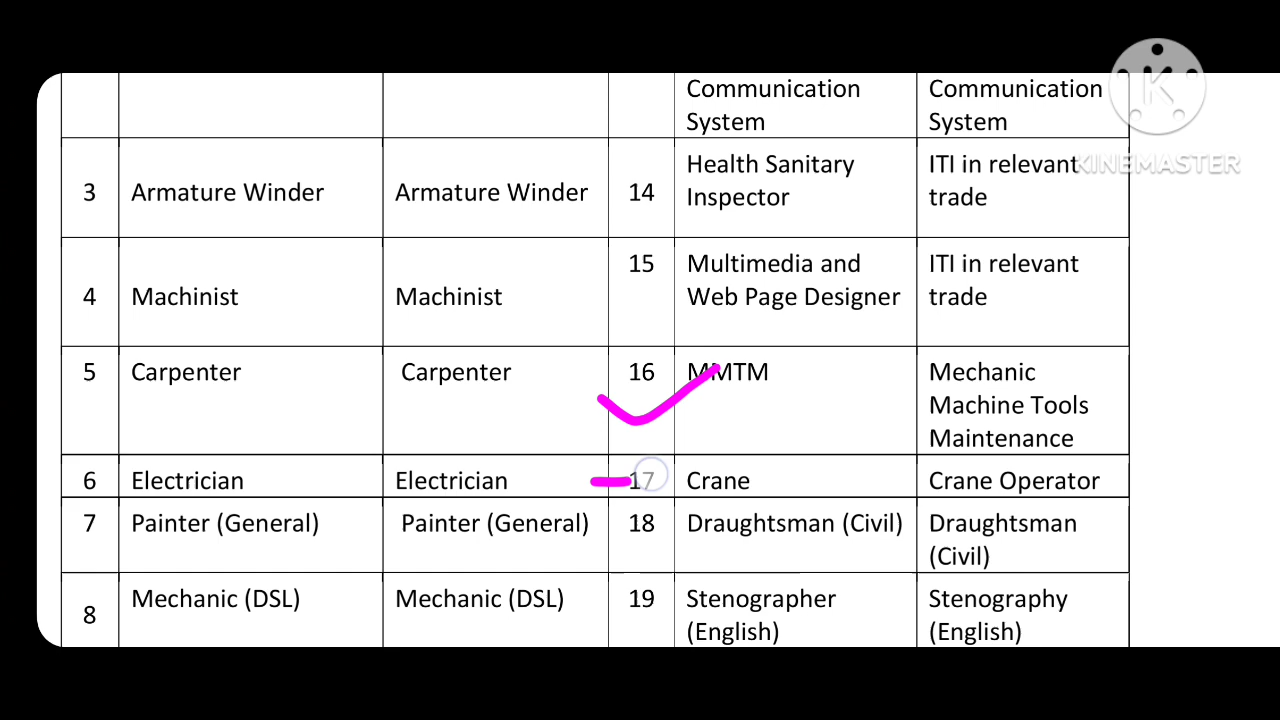 Communication Communication
System System
3 Armature Winder Armature Winder 14 Health Sanitary ITI in relevant
Inspector trade
4 Machinist Machinist 15 Multimedia and ITI in relevant
Web Page Designer trade
5 Carpenter Carpenter 16 MMTM Mechanic
Machine Tools
Maintenance
6 Electrician Electrician 17 Crane Crane Operator
7 Painter (General) Painter (General) 18 Draughtsman (Civil) Draughtsman
(Civil)
8 Mechanic (DSL) Mechanic (DSL) 19 Stenographer Stenography
(English) (English)
K
KINEMASTER